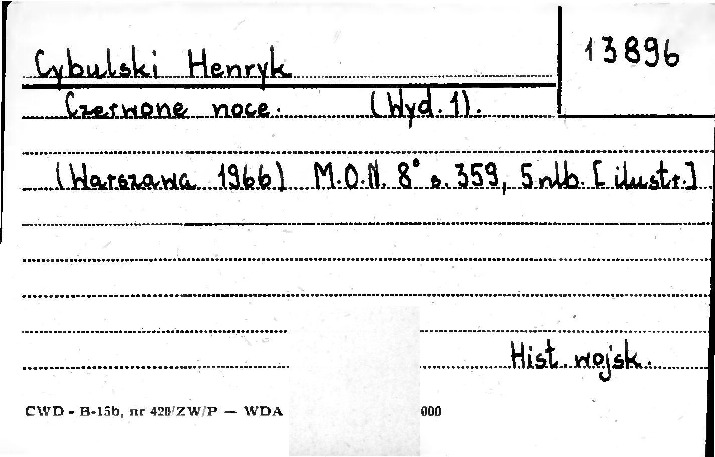 13896
Cybulski Henryk
Czerwone noce. (Wyd. 1).
(Warszawa 1966) M.O.N. 8° s. 359, 5 nlb. [ilustr.]
Hist. wojsk.
CWD - B-15b, nr 420/ZW/P — WDA 000